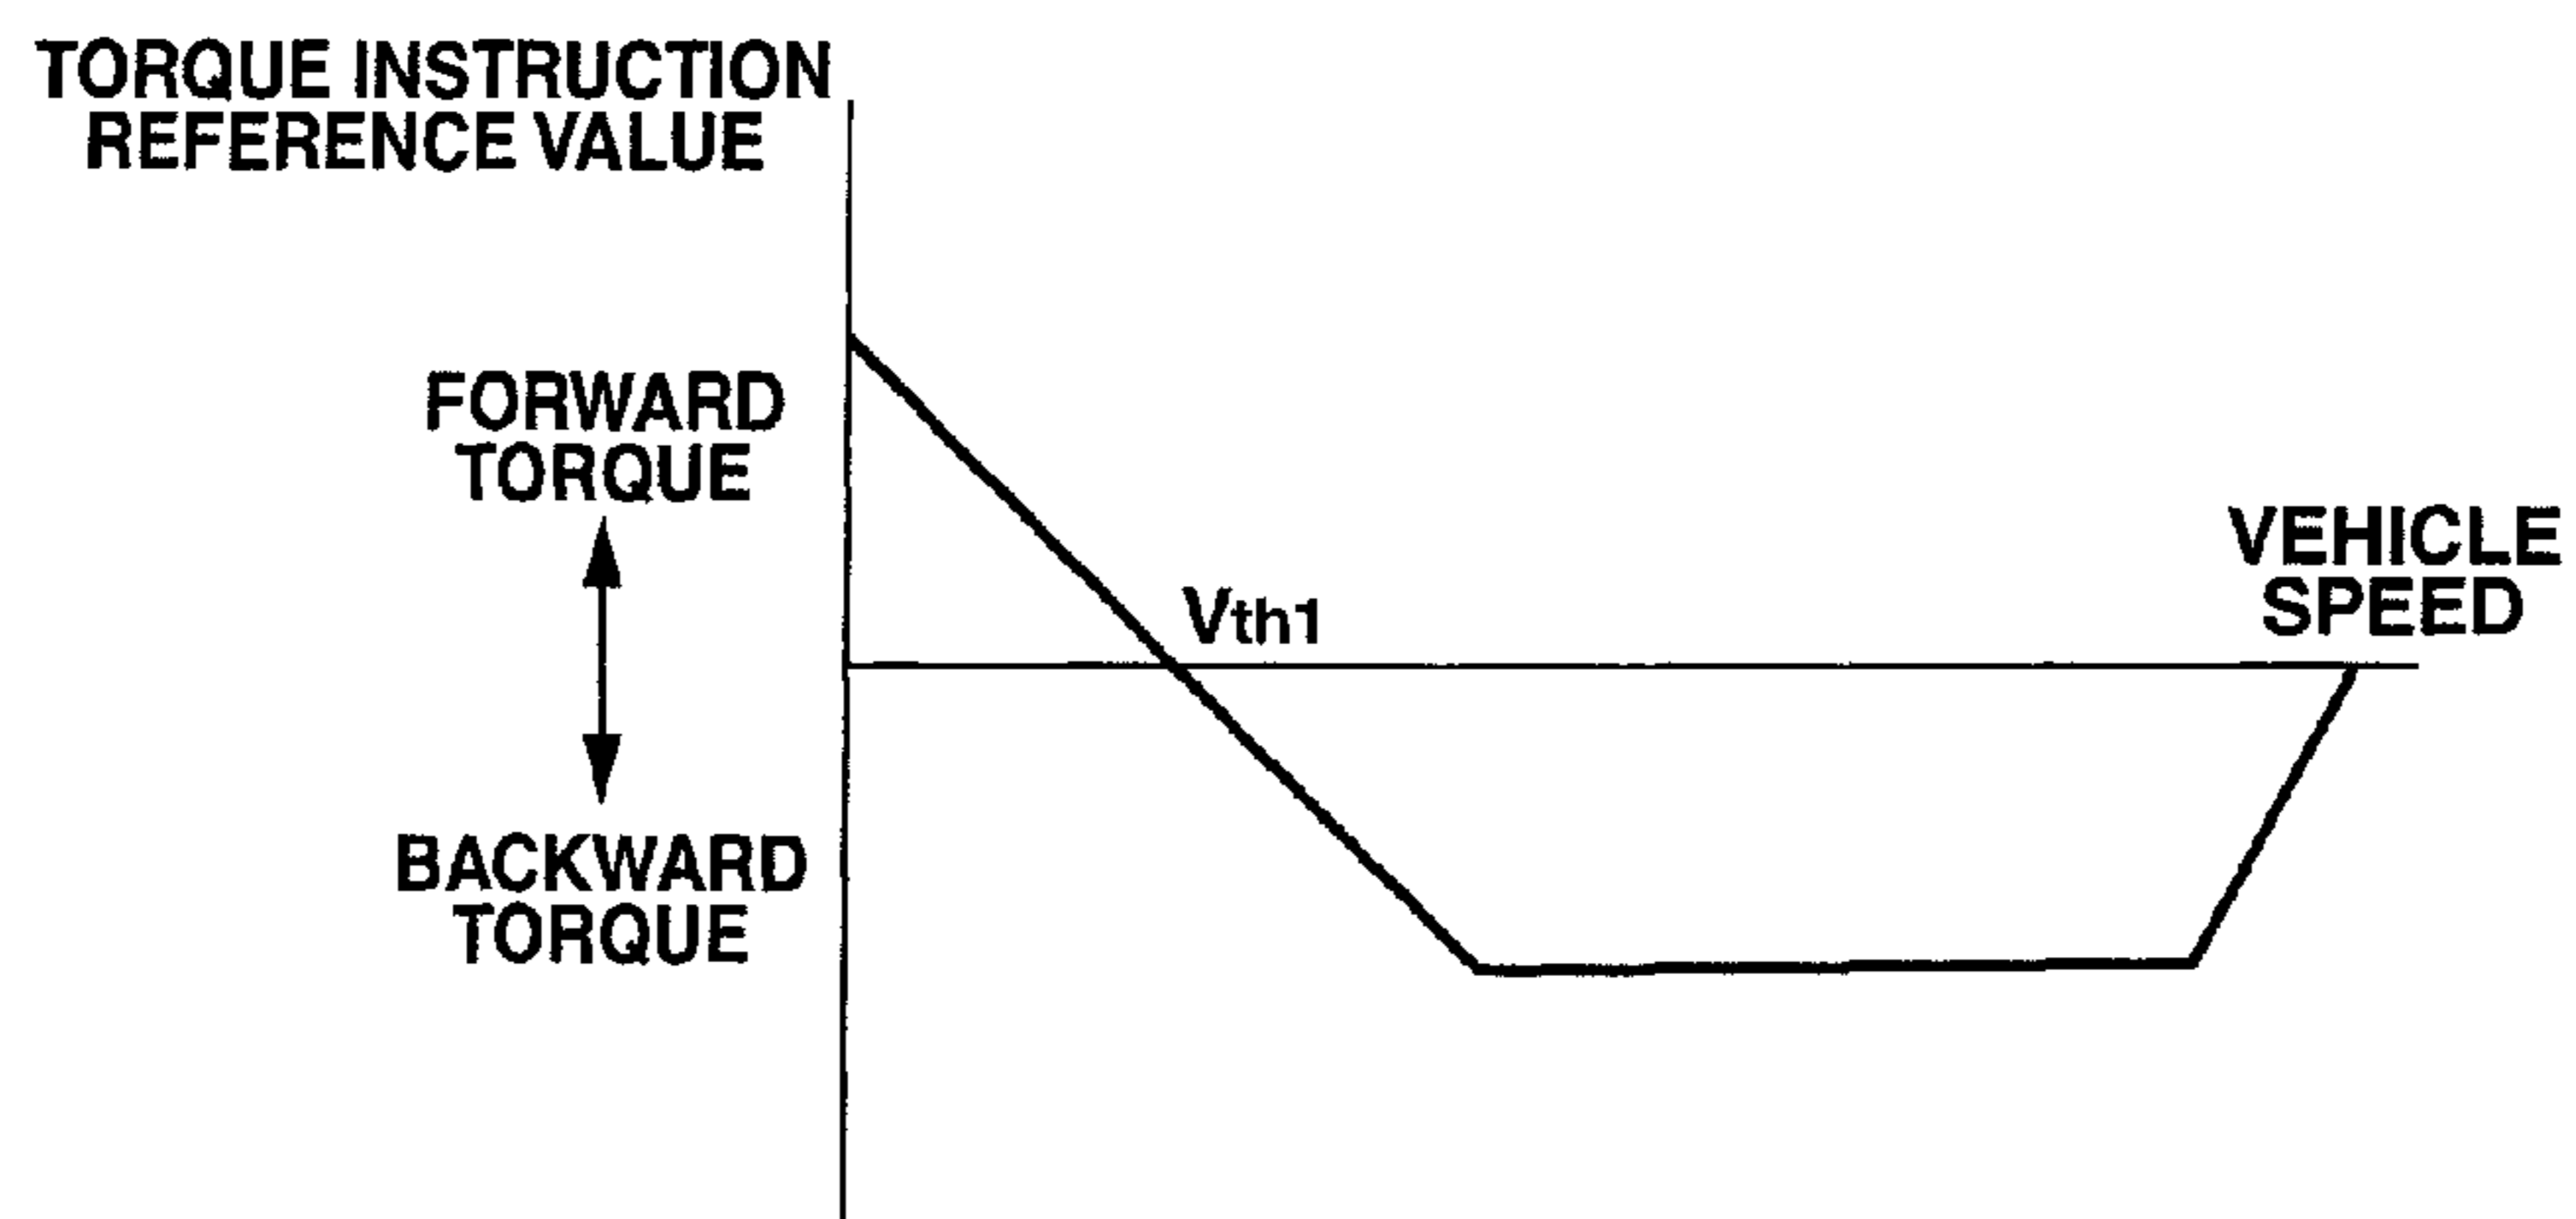 TORQUE INSTRUCTION
REFERENCE VALUE
FORWARD
TORQUE
VEHICLE
SPEED
Vth1
BACKWARD
TORQUE